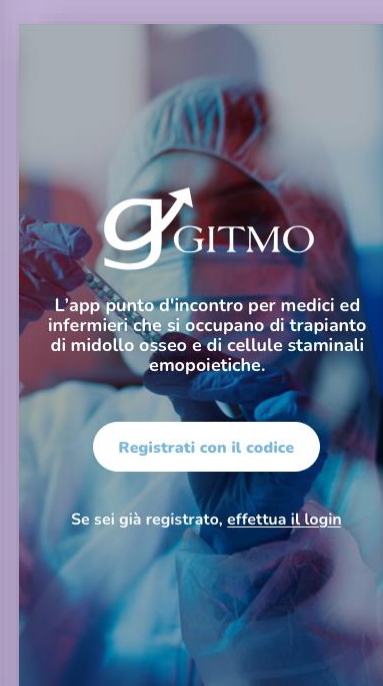 g GITMO
L'app punto d'incontro per medici ed
infermieri che si occupano di trapianto
di midollo osseo e di cellule staminali
emopoietiche.
Registrati con il codice
Se sei già registrato, effettua il login